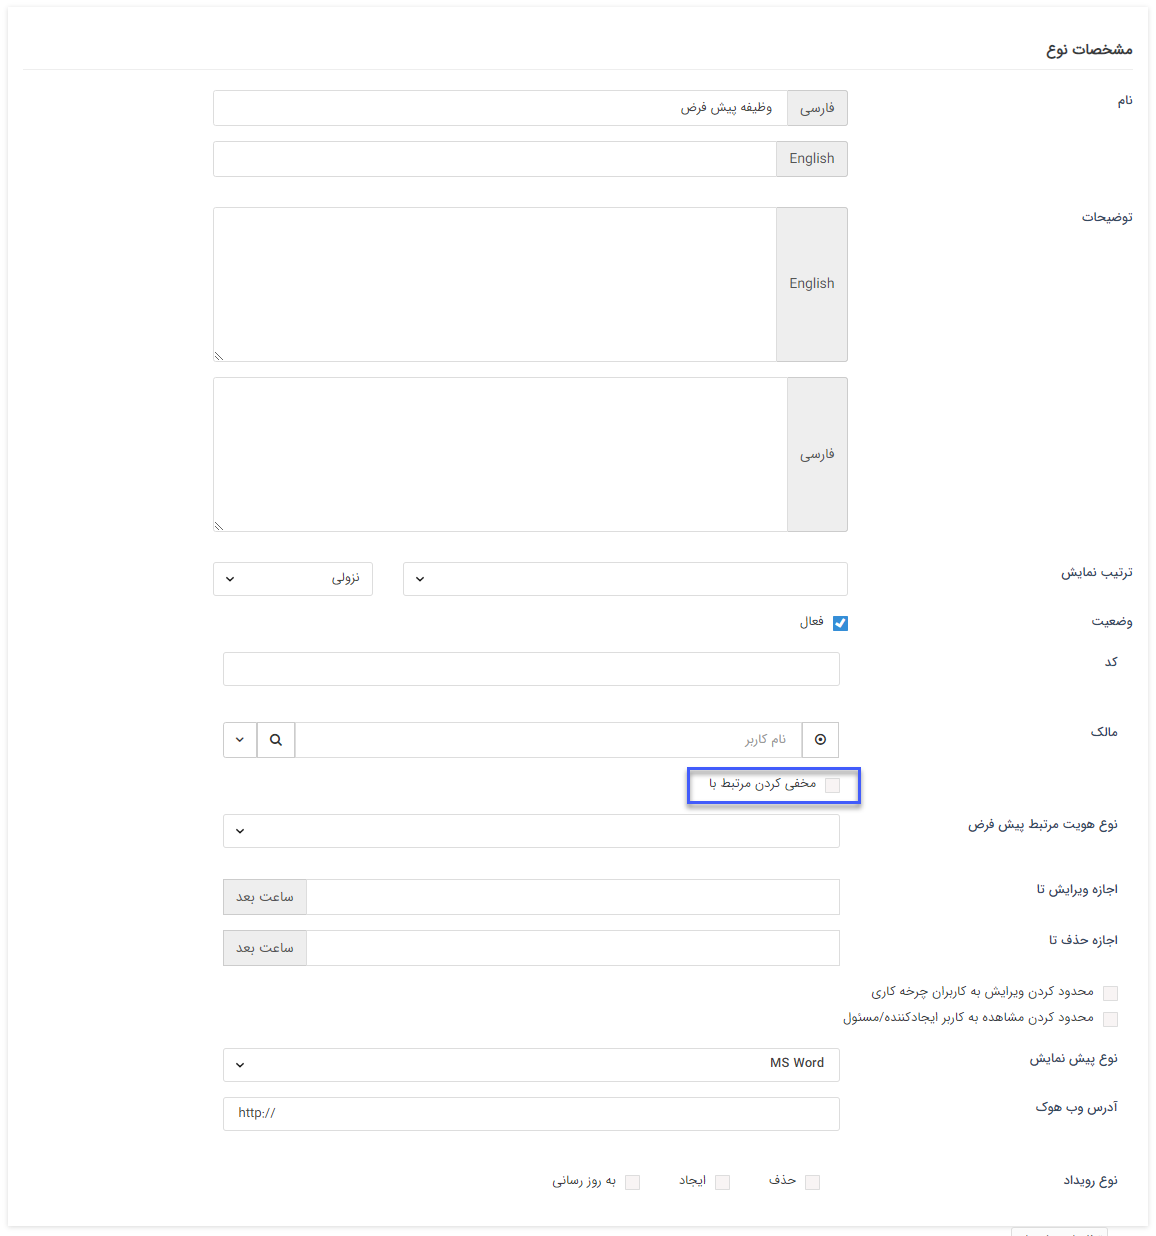 مشخصات نوع
نام
فارسی وظیفه پیش فرض
English
توضیحات
English
فارسی
ترتیب نمایش نزولی
وضعیت فعال
کد
مالک نام کاربر
مخفی کردن مرتبط با
نوع هویت مرتبط پیش فرض
اجازه ویرایش تا ساعت بعد
اجازه حذف تا ساعت بعد
محدود کردن ویرایش به کاربران چرخه کاری
محدود کردن مشاهده به کاربر ایجادکننده/مسئول
نوع پیش نمایش MS Word
آدرس وب هوک http://
نوع رویداد حذف ایجاد به روز رسانی